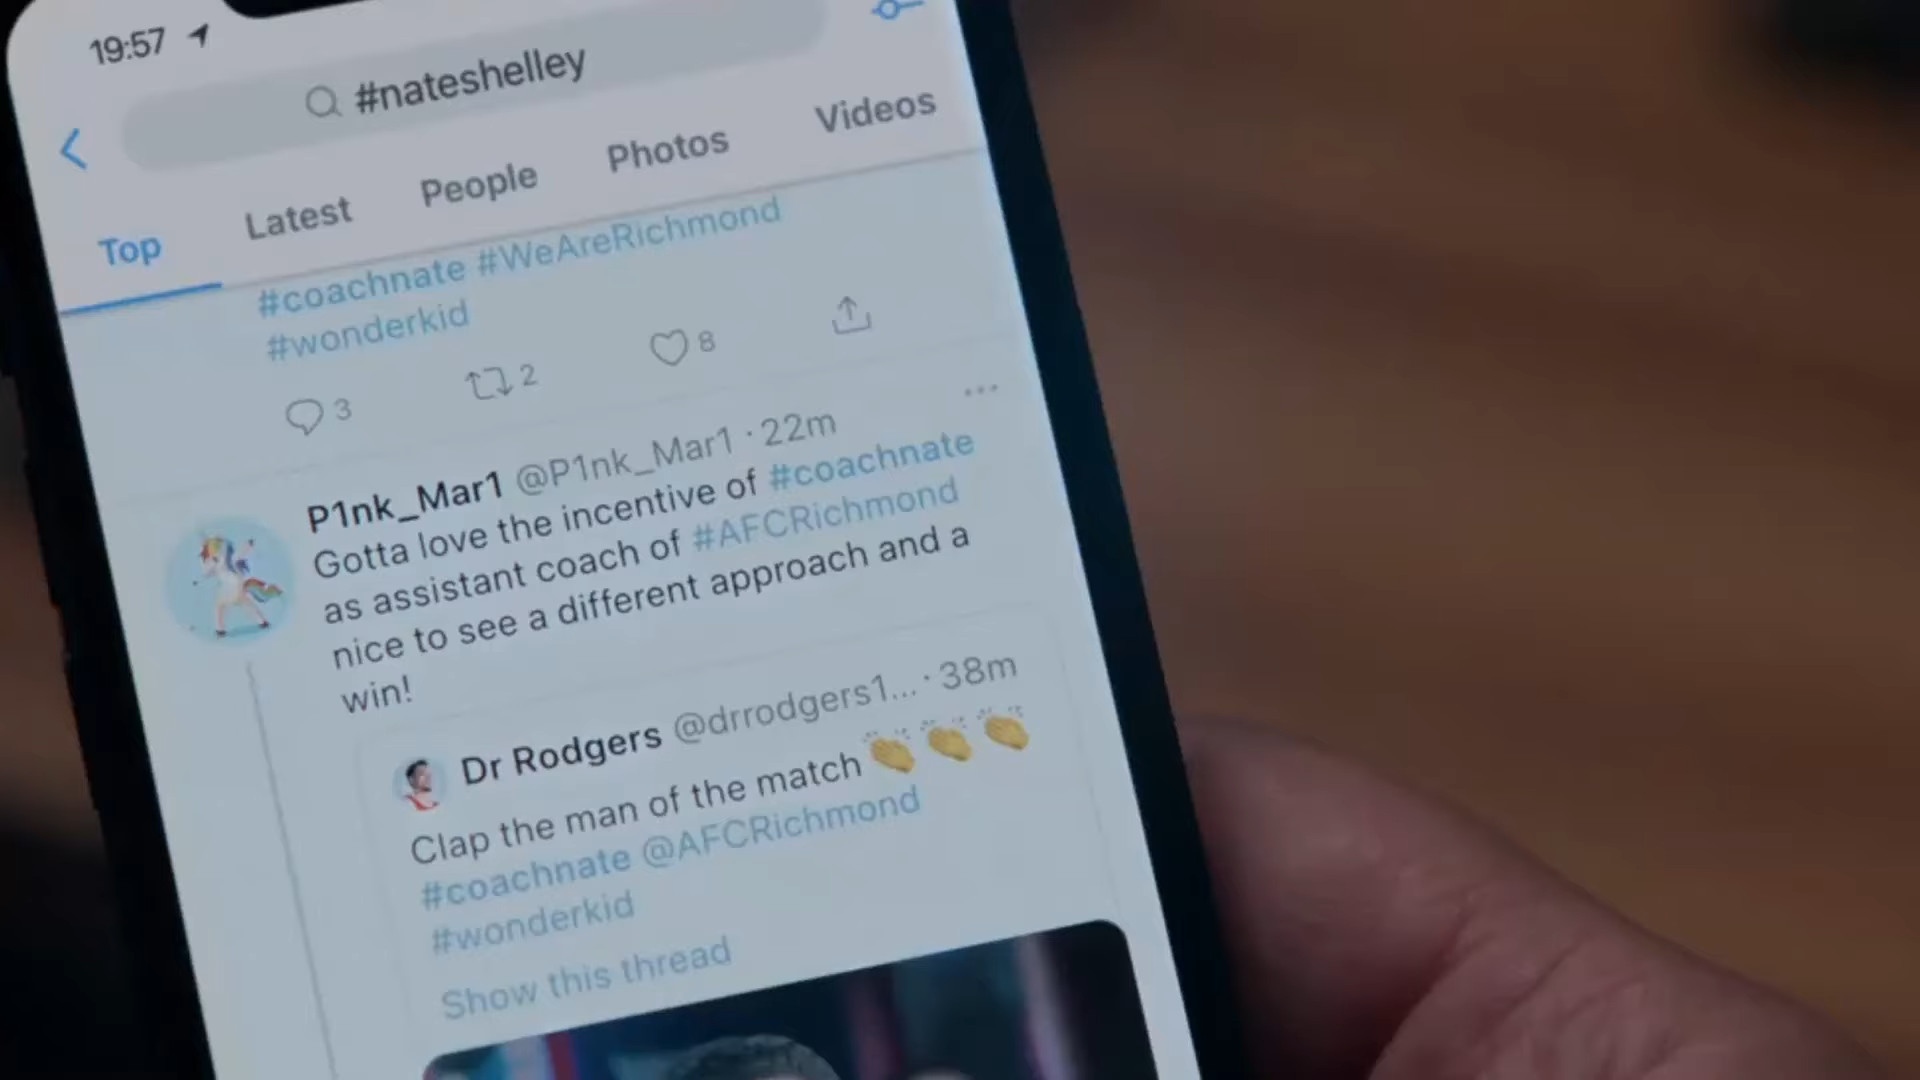 19:57
#nateshelley
Top Latest People Photos Videos
#coachnate #WeAreRichmond
#wonderkid
3 2 8
P1nk_Mar1 @P1nk_Mar1 · 22m
Gotta love the incentive of #coachnate
as assistant coach of #AFCRichmond
nice to see a different approach and a
win!
Dr Rodgers @drrodgers1... · 38m
Clap the man of the match 👏 👏 👏
#coachnate @AFCRichmond
#wonderkid
Show this thread